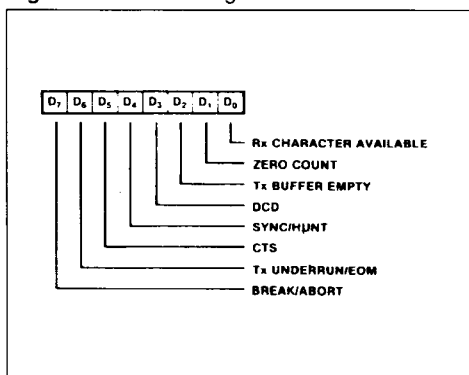 D7 D6 D5 D4 D3 D2 D1 D0
Rx CHARACTER AVAILABLE
ZERO COUNT
Tx BUFFER EMPTY
DCD
SYNC/HUNT
CTS
Tx UNDERRUN/EOM
BREAK/ABORT